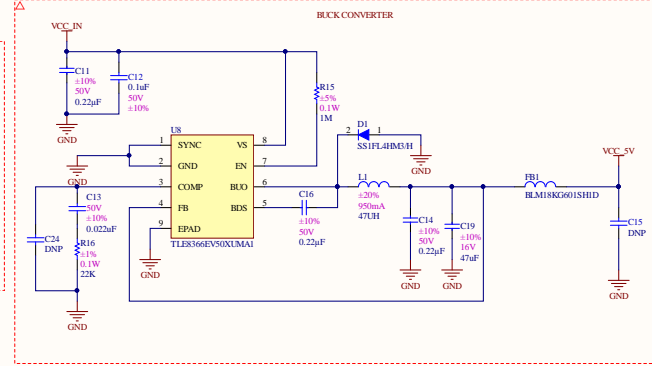 BUCK CONVERTER
VCC_IN
C11
±10%
50V
0.22µF
C12
0.1uF
50V
±10%
GND
R15
±5%
0.1W
1M
U8
1 SYNC VS 8
2 GND EN 7
3 COMP BUO 6
4 FB BDS 5
9 EPAD
TLE8366EV50XUMA1
GND
GND
D1
2 1
SS1FL4HM3/H
GND
C16
±10%
50V
0.22µF
L1
±20%
950mA
47UH
C14
±10%
50V
0.22µF
GND
C19
±10%
16V
47uF
GND
FB1
BLM18KG601SH1D
VCC_5V
C15
DNP
GND
C13
50V
±10%
0.022uF
C24
DNP
R16
±1%
0.1W
22K
GND